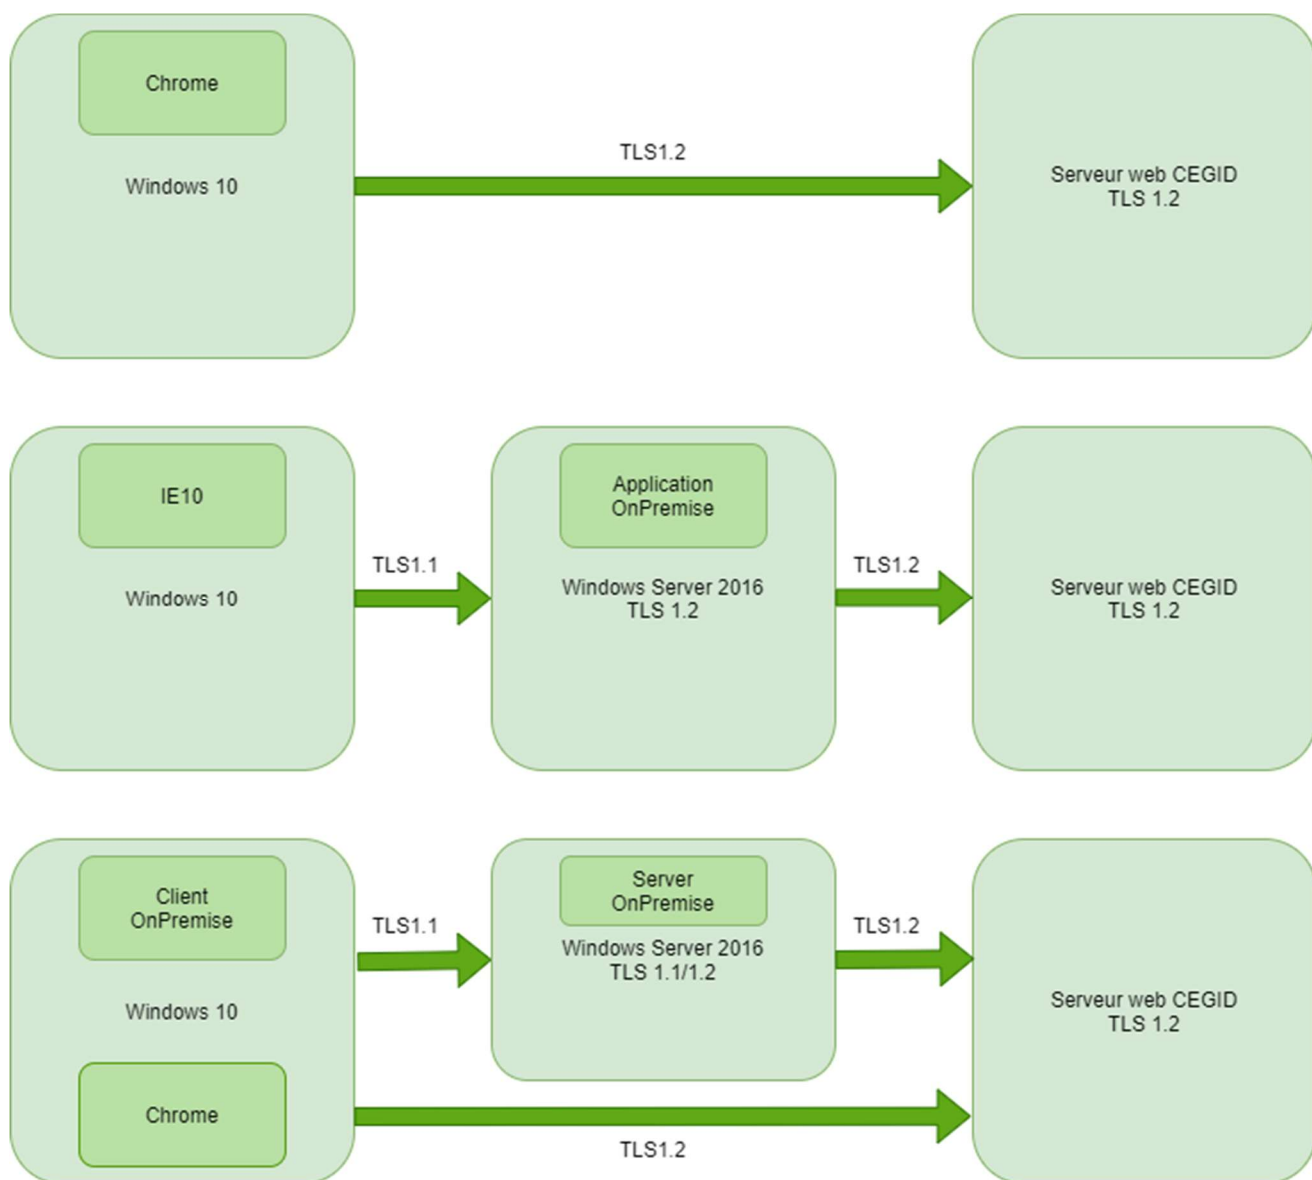 Chrome
Windows 10
TLS1.2
Serveur web CEGID
TLS 1.2
IE10
Windows 10
TLS1.1
Application
OnPremise
Windows Server 2016
TLS 1.2
TLS1.2
Serveur web CEGID
TLS 1.2
Client
OnPremise
Windows 10
Chrome
TLS1.1
Server
OnPremise
Windows Server 2016
TLS 1.1/1.2
TLS1.2
TLS1.2
Serveur web CEGID
TLS 1.2